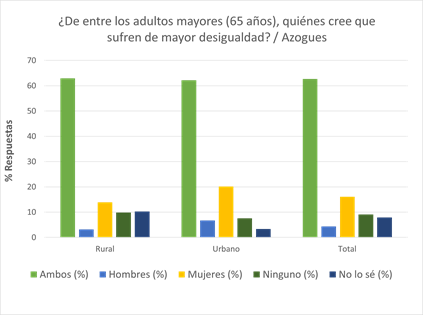 ¿De entre los adultos mayores (65 años), quiénes cree que
sufren de mayor desigualdad? / Azogues
% Respuestas
70
60
50
40
30
20
10
0
Rural Urbano Total
Ambos (%) Hombres (%) Mujeres (%) Ninguno (%) No lo sé (%)